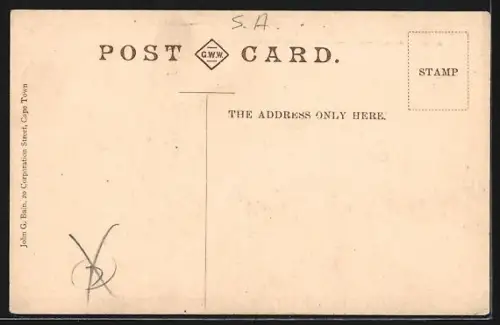 S.A.
POST G.W.W. CARD.
STAMP
THE ADDRESS ONLY HERE.
John G. Bain, 20 Corporation Street, Cape Town